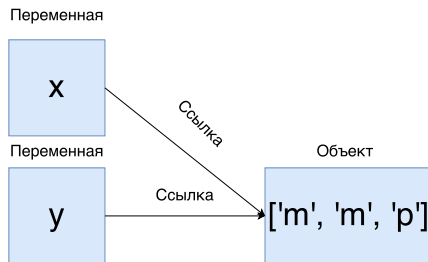 Переменная
x
Ссылка
Переменная
Объект
y
Ссылка
['m', 'm', 'p']